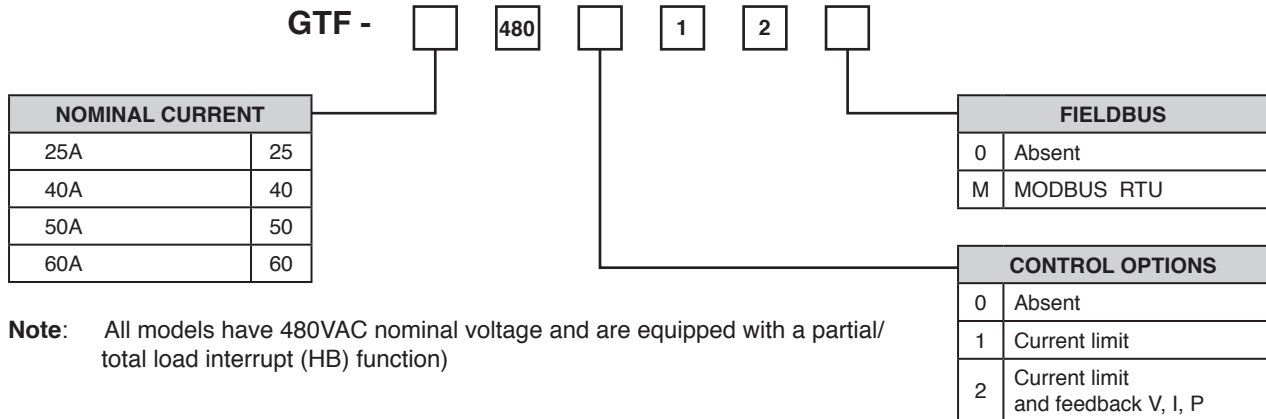 GTF - 480 1 2
NOMINAL CURRENT
25A 25
40A 40
50A 50
60A 60
FIELDBUS
0 Absent
M MODBUS RTU
CONTROL OPTIONS
0 Absent
1 Current limit
2 Current limit
and feedback V, I, P
Note: All models have 480VAC nominal voltage and are equipped with a partial/
total load interrupt (HB) function)